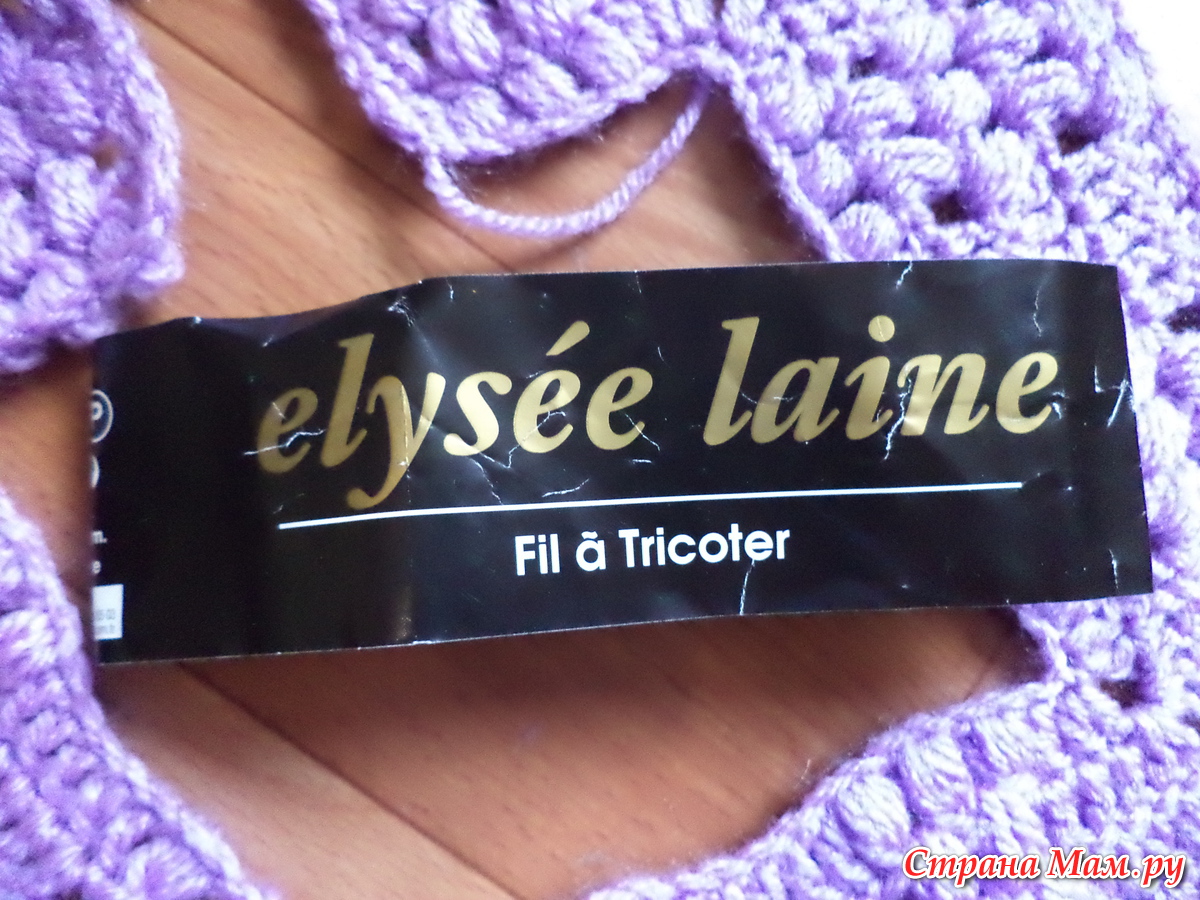 elysée laine
Fil ã Tricoter
Страна Мам.ру